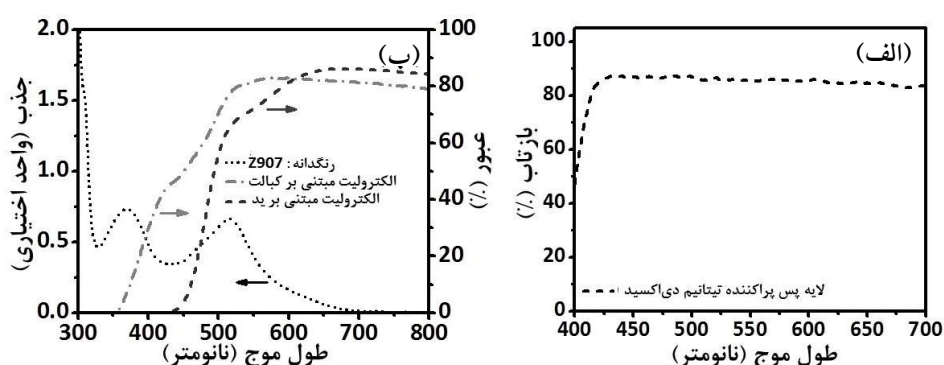 (الف)
بازتاب (%)
100
80
60
40
20
0
لایه پس پراکننده تیتانیم دی‌اکسید
400 450 500 550 600 650 700
طول موج (نانومتر)
(ب)
جذب (واحد اختیاری)
2.0
1.5
1.0
0.5
0.0
عبور (%)
100
80
60
40
20
0
رنگدانه: Z907
الکترولیت مبتنی بر کبالت
الکترولیت مبتنی بر ید
300 400 500 600 700 800
طول موج (نانومتر)